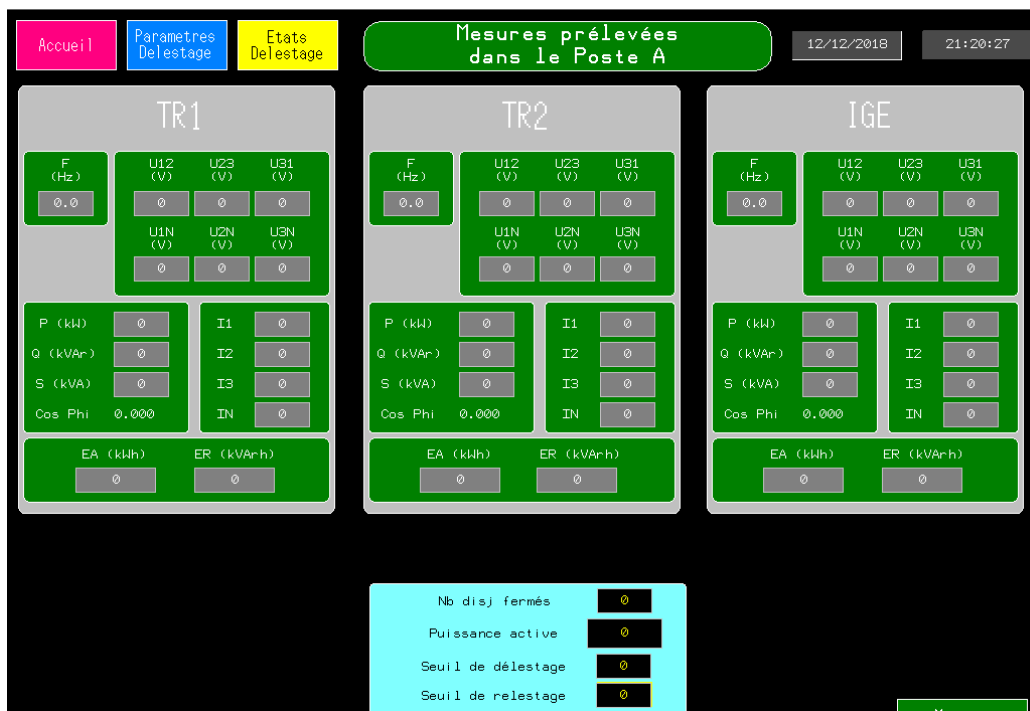 Accueil
Parametres
Delestage
Etats
Delestage
Mesures prélevées
dans le Poste A
12/12/2018
21:20:27
TR1
F
(Hz)
0.0
U12 U23 U31
(V) (V) (V)
0 0 0
U1N U2N U3N
(V) (V) (V)
0 0 0
P (kW) 0
Q (kVAr) 0
S (kVA) 0
Cos Phi 0.000
I1 0
I2 0
I3 0
IN 0
EA (kWh) ER (kVArh)
0 0
TR2
F
(Hz)
0.0
U12 U23 U31
(V) (V) (V)
0 0 0
U1N U2N U3N
(V) (V) (V)
0 0 0
P (kW) 0
Q (kVAr) 0
S (kVA) 0
Cos Phi 0.000
I1 0
I2 0
I3 0
IN 0
EA (kWh) ER (kVArh)
0 0
IGE
F
(Hz)
0.0
U12 U23 U31
(V) (V) (V)
0 0 0
U1N U2N U3N
(V) (V) (V)
0 0 0
P (kW) 0
Q (kVAr) 0
S (kVA) 0
Cos Phi 0.000
I1 0
I2 0
I3 0
IN 0
EA (kWh) ER (kVArh)
0 0
Nb disj fermés 0
Puissance active 0
Seuil de délestage 0
Seuil de relestage 0